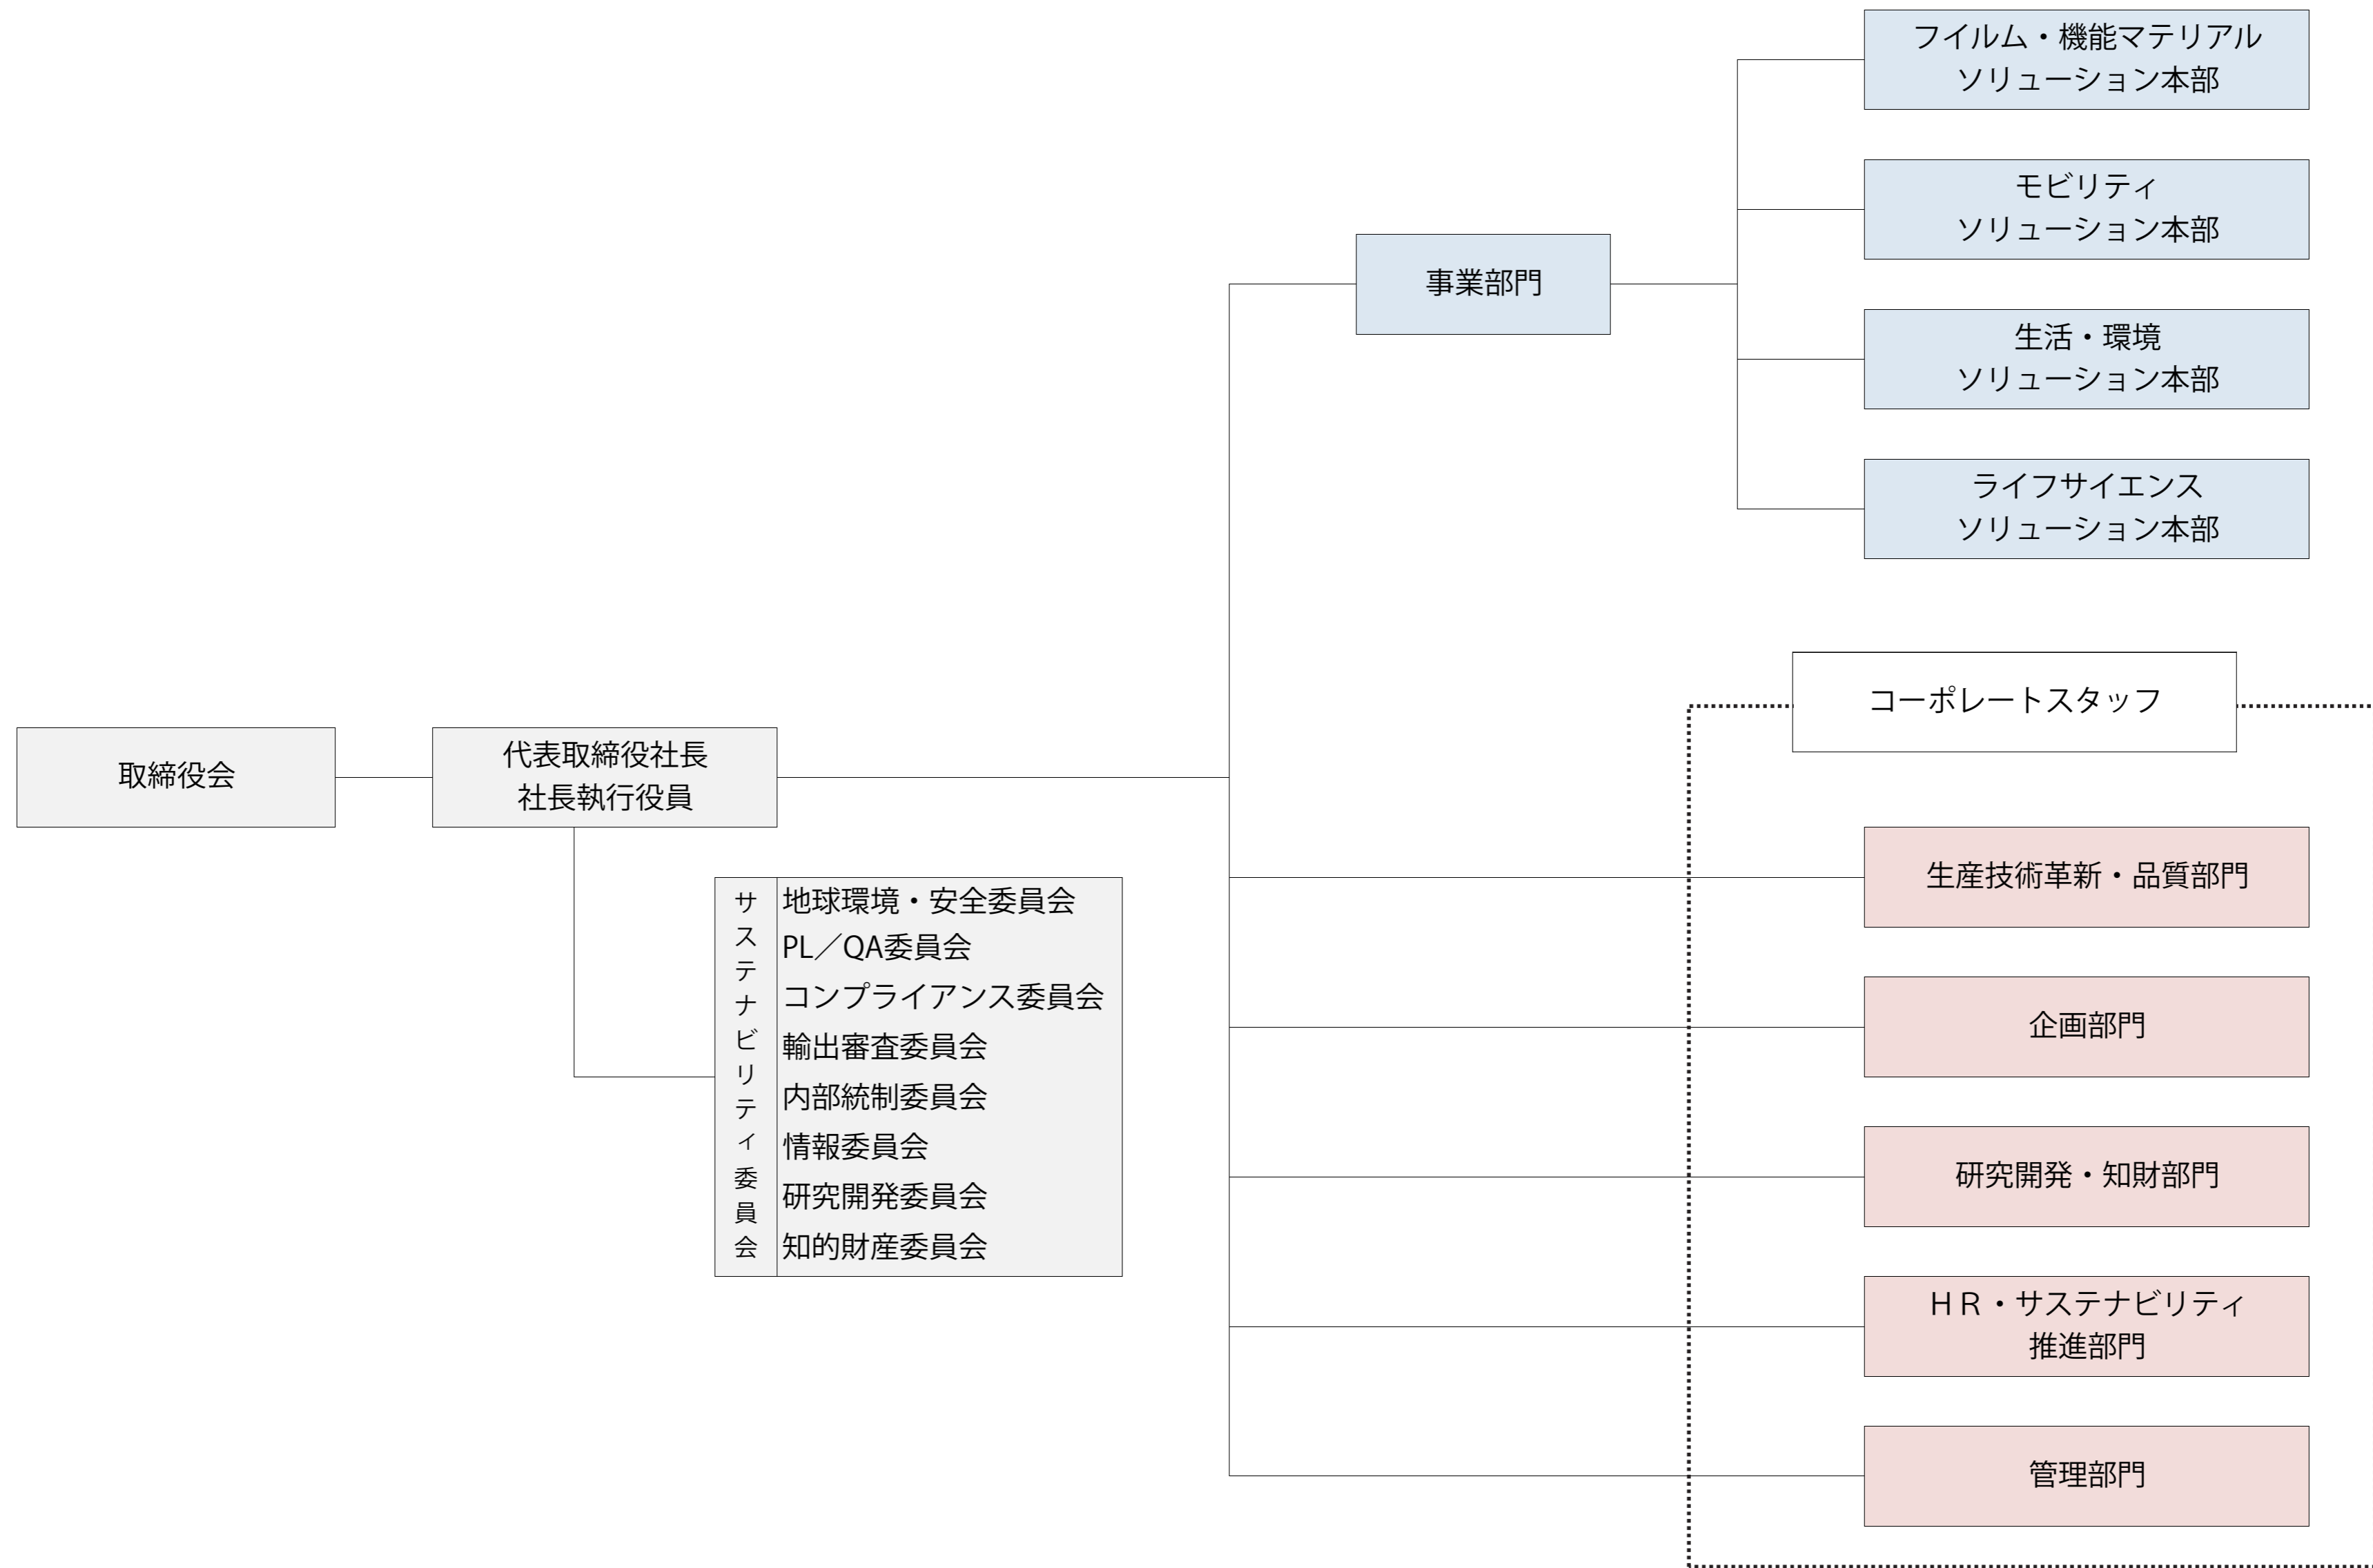 フイルム・機能マテリアル
ソリューション本部
モビリティ
ソリューション本部
事業部門
生活・環境
ソリューション本部
ライフサイエンス
ソリューション本部
コーポレートスタッフ
取締役会
代表取締役社長
社長執行役員
サステナビリティ委員会
地球環境・安全委員会
PL／QA委員会
コンプライアンス委員会
輸出審査委員会
内部統制委員会
情報委員会
研究開発委員会
知的財産委員会
生産技術革新・品質部門
企画部門
研究開発・知財部門
ＨＲ・サステナビリティ
推進部門
管理部門